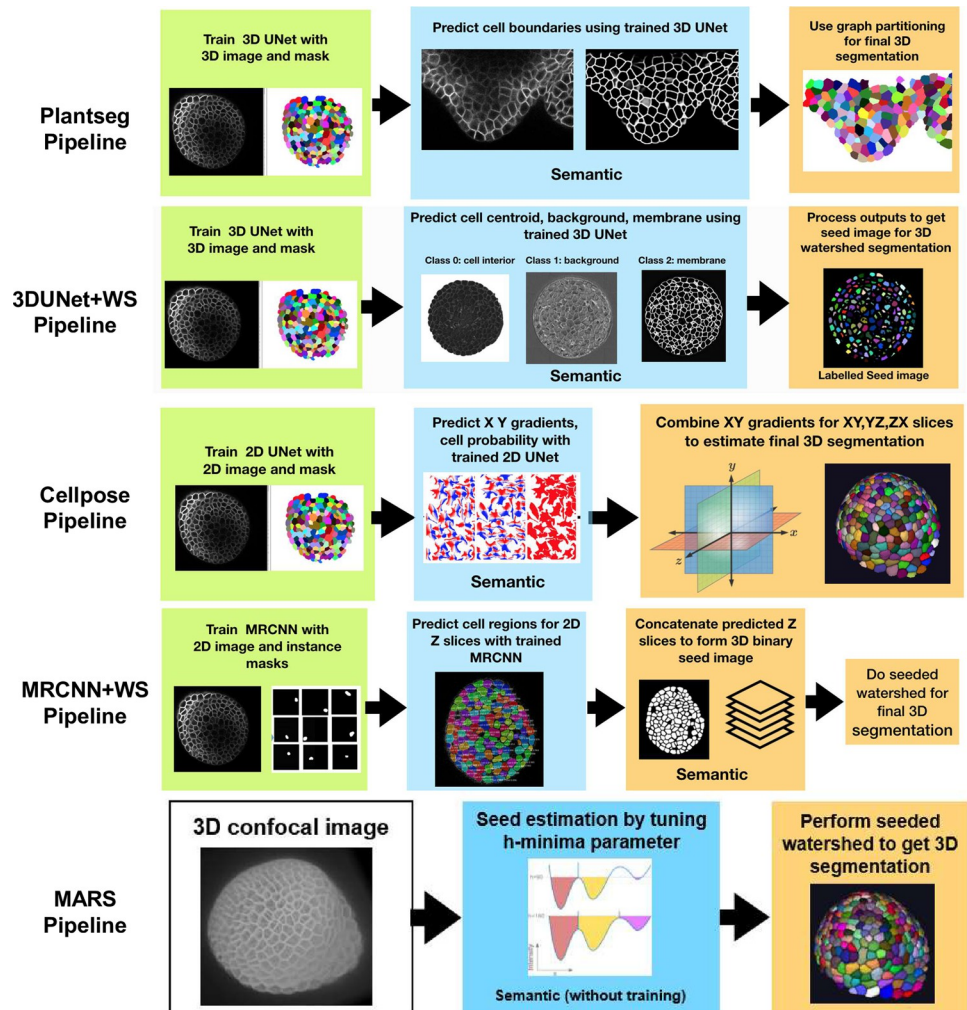 Plantseg
Pipeline
Train 3D UNet with
3D image and mask
Predict cell boundaries using trained 3D UNet
Semantic
Use graph partitioning
for final 3D
segmentation
3DUNet+WS
Pipeline
Train 3D UNet with
3D image and mask
Predict cell centroid, background, membrane using
trained 3D UNet
Class 0: cell interior
Class 1: background
Class 2: membrane
Semantic
Process outputs to get
seed image for 3D
watershed segmentation
Labelled Seed image
Cellpose
Pipeline
Train 2D UNet with
2D image and mask
Predict X Y gradients,
cell probability with
trained 2D UNet
Semantic
Combine XY gradients for XY,YZ,ZX slices
to estimate final 3D segmentation
y
x
z
MRCNN+WS
Pipeline
Train MRCNN with
2D image and instance
masks
Predict cell regions for 2D
Z slices with trained
MRCNN
Concatenate predicted Z
slices to form 3D binary
seed image
Semantic
Do seeded
watershed for
final 3D
segmentation
MARS
Pipeline
3D confocal image
Seed estimation by tuning
h-minima parameter
Intensity
Semantic (without training)
Perform seeded
watershed to get 3D
segmentation